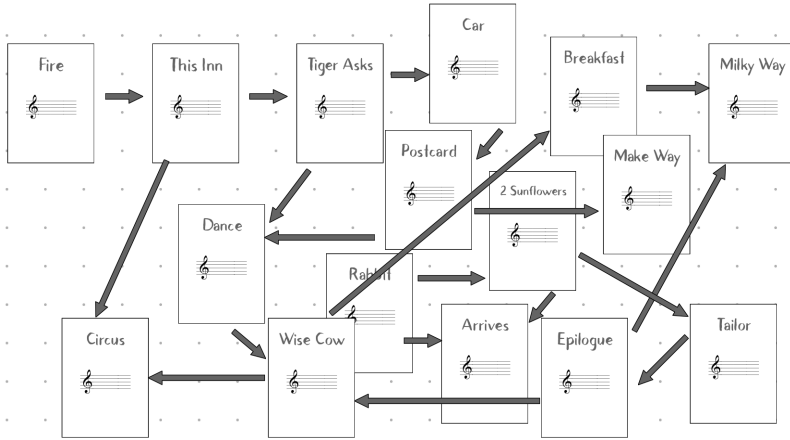 Car
Fire
This Inn
Tiger Asks
Breakfast
Milky Way
Postcard
Make Way
2 Sunflowers
Dance
Rabbit
Circus
Wise Cow
Arrives
Epilogue
Tailor